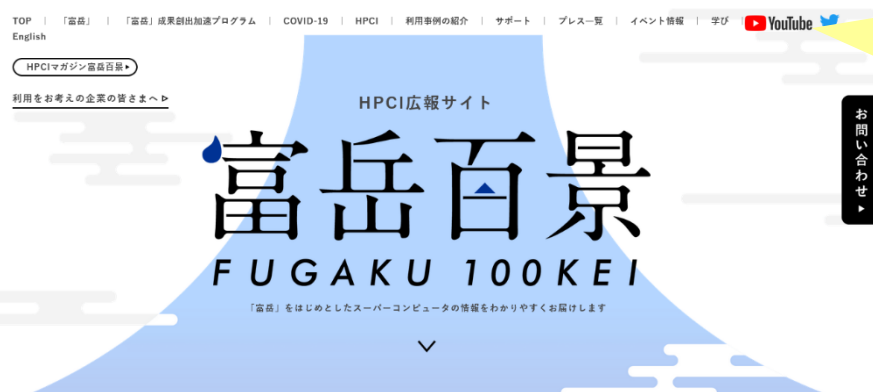 TOP | 「富岳」 | 「富岳」成果創出加速プログラム | COVID-19 | HPCI | 利用事例の紹介 | サポート | プレス一覧 | イベント情報 | 学び | YouTube
English
HPCIマガジン富岳百景▶
利用をお考えの企業の皆さまへ ▷
HPCI広報サイト
富岳百景
FUGAKU 100KEI
「富岳」をはじめとしたスーパーコンピュータの情報をわかりやすくお届けします
お問い合わせ ▶